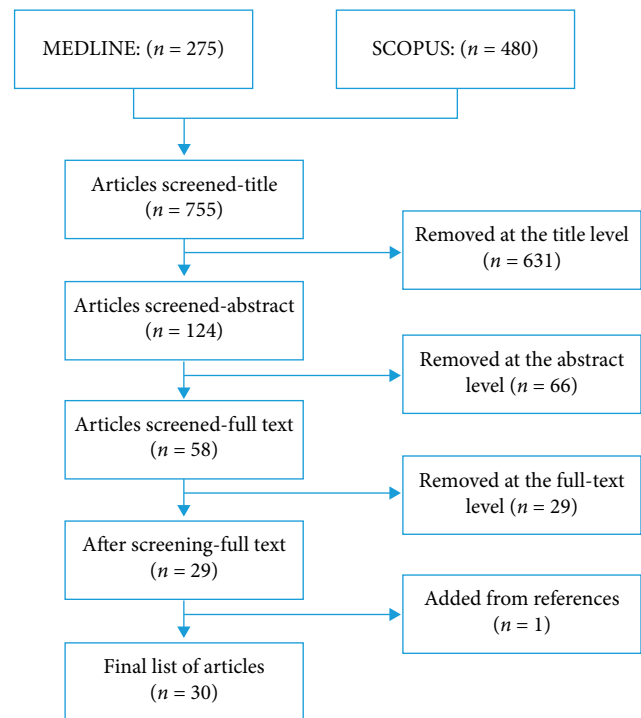 MEDLINE: (n = 275)
SCOPUS: (n = 480)
Articles screened-title
(n = 755)
Removed at the title level
(n = 631)
Articles screened-abstract
(n = 124)
Removed at the abstract
level (n = 66)
Articles screened-full text
(n = 58)
Removed at the full-text
level (n = 29)
After screening-full text
(n = 29)
Added from references
(n = 1)
Final list of articles
(n = 30)